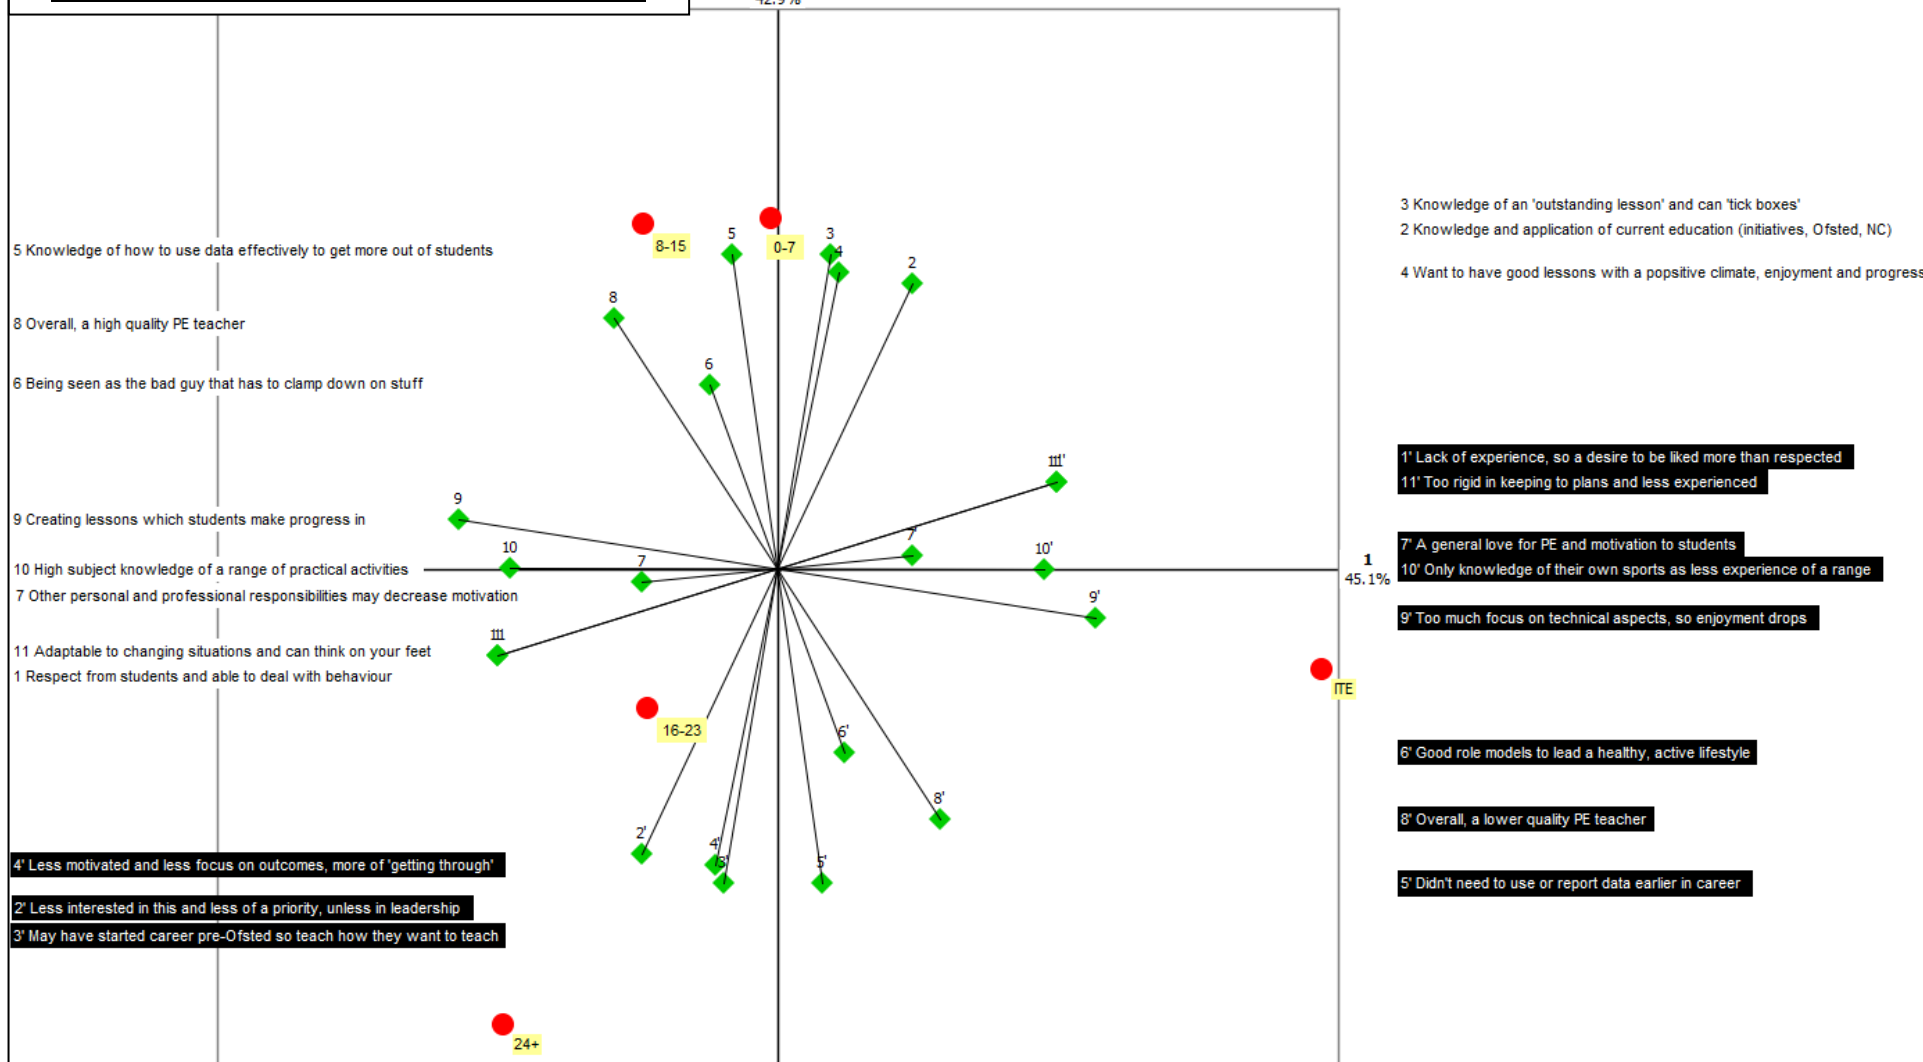 42.9%
3 Knowledge of an 'outstanding lesson' and can 'tick boxes'
2 Knowledge and application of current education (initiatives, Ofsted, NC)
5 Knowledge of how to use data effectively to get more out of students
8-15
5
0-7
3
4
2
4 Want to have good lessons with a popsitive climate, enjoyment and progress
8
8 Overall, a high quality PE teacher
6
6 Being seen as the bad guy that has to clamp down on stuff
1' Lack of experience, so a desire to be liked more than respected
111'
11' Too rigid in keeping to plans and less experienced
9
9 Creating lessons which students make progress in
7'
7' A general love for PE and motivation to students
10
10'
1
45.1%
10 High subject knowledge of a range of practical activities
7
10' Only knowledge of their own sports as less experience of a range
7 Other personal and professional responsibilities may decrease motivation
9'
9' Too much focus on technical aspects, so enjoyment drops
111
11 Adaptable to changing situations and can think on your feet
1 Respect from students and able to deal with behaviour
ITE
16-23
6'
6' Good role models to lead a healthy, active lifestyle
8'
8' Overall, a lower quality PE teacher
2'
4'
3'
5'
4' Less motivated and less focus on outcomes, more of 'getting through'
5' Didn't need to use or report data earlier in career
2' Less interested in this and less of a priority, unless in leadership
3' May have started career pre-Ofsted so teach how they want to teach
24+